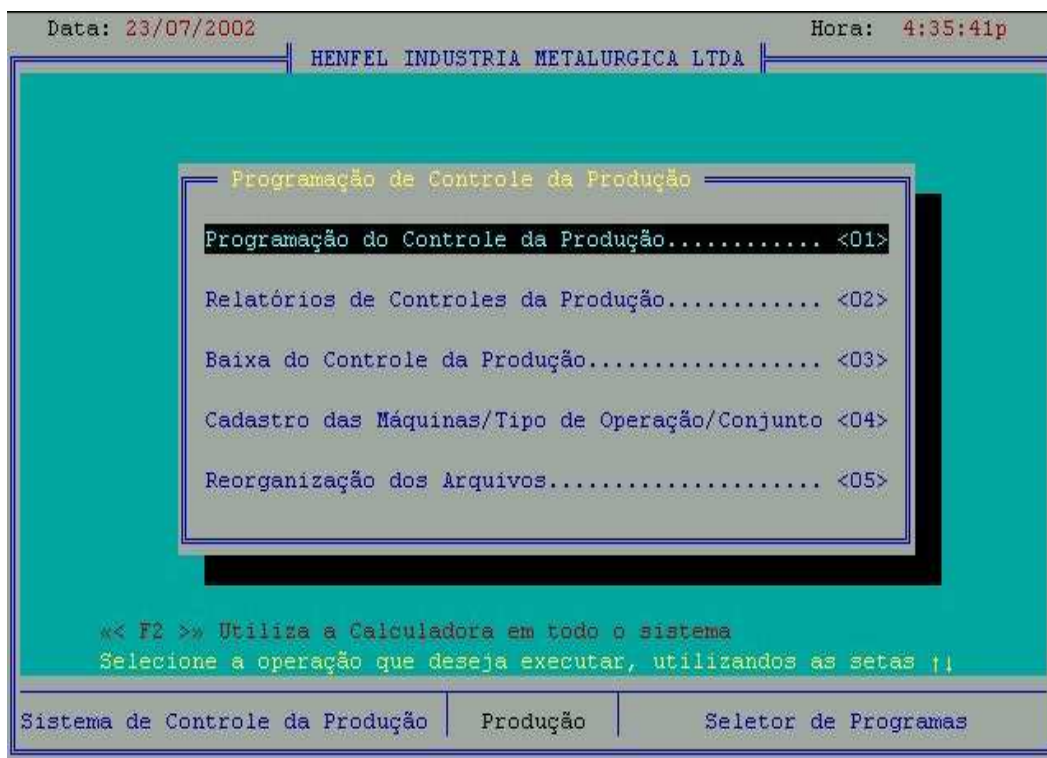 Data: 23/07/2002 Hora: 4:35:41p
HENFEL INDUSTRIA METALURGICA LTDA
Programação de Controle da Produção
Programação do Controle da Produção............ <01>
Relatórios de Controles da Produção............ <02>
Baixa do Controle da Produção.................. <03>
Cadastro das Máquinas/Tipo de Operação/Conjunto <04>
Reorganização dos Arquivos..................... <05>
«< F2 >» Utiliza a Calculadora em todo o sistema
Selecione a operação que deseja executar, utilizandos as setas ↑↓
Sistema de Controle da Produção Produção Seletor de Programas